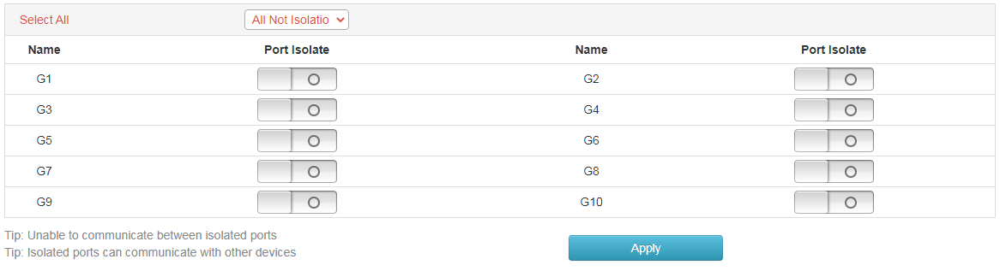 Select All All Not Isolatio
Name Port Isolate Name Port Isolate
G1 G2
G3 G4
G5 G6
G7 G8
G9 G10
Tip: Unable to communicate between isolated ports
Tip: Isolated ports can communicate with other devices
Apply